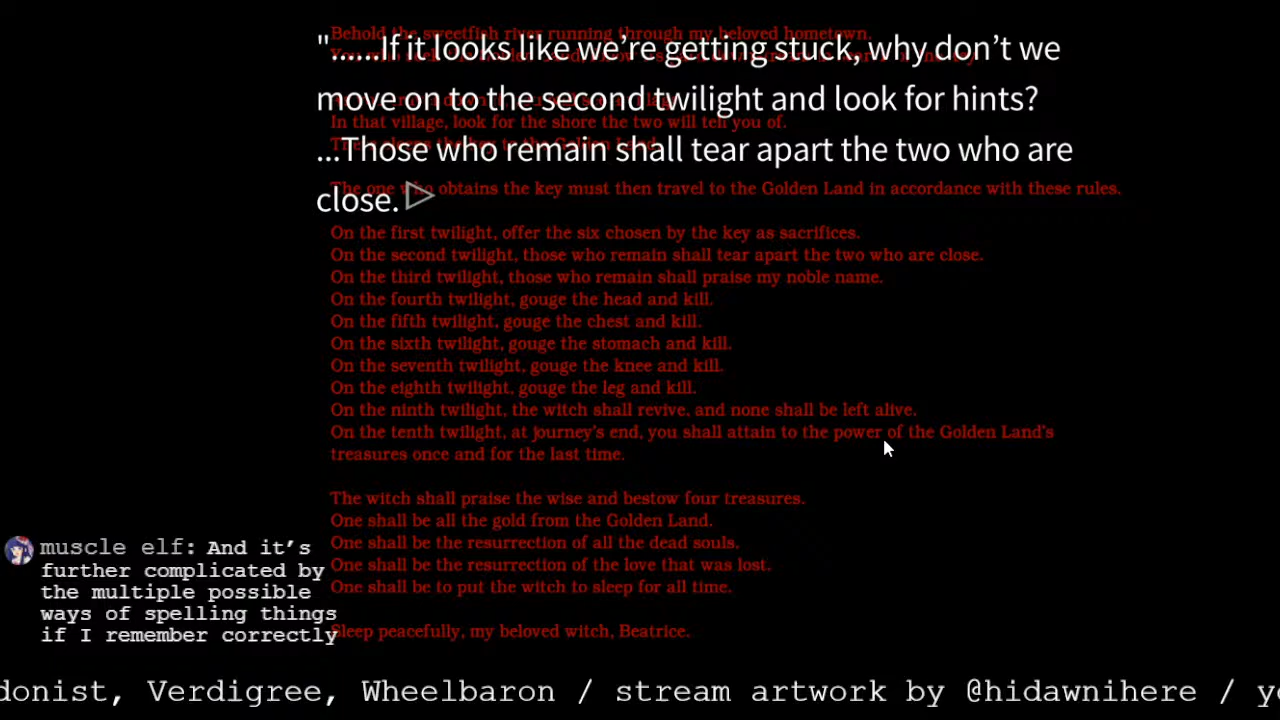 "......If it looks like we’re getting stuck, why don’t we
move on to the second twilight and look for hints?
...Those who remain shall tear apart the two who are
close.
Behold the sweetfish river running through my beloved hometown.
In that village, look for the shore the two will tell you of.
The one who obtains the key must then travel to the Golden Land in accordance with these rules.
On the first twilight, offer the six chosen by the key as sacrifices.
On the second twilight, those who remain shall tear apart the two who are close.
On the third twilight, those who remain shall praise my noble name.
On the fourth twilight, gouge the head and kill.
On the fifth twilight, gouge the chest and kill.
On the sixth twilight, gouge the stomach and kill.
On the seventh twilight, gouge the knee and kill.
On the eighth twilight, gouge the leg and kill.
On the ninth twilight, the witch shall revive, and none shall be left alive.
On the tenth twilight, at journey's end, you shall attain to the power of the Golden Land's
treasures once and for the last time.
The witch shall praise the wise and bestow four treasures.
One shall be all the gold from the Golden Land.
One shall be the resurrection of all the dead souls.
One shall be the resurrection of the love that was lost.
One shall be to put the witch to sleep for all time.
Sleep peacefully, my beloved witch, Beatrice.
muscle elf: And it’s
further complicated by
the multiple possible
ways of spelling things
if I remember correctly
donist, Verdigree, Wheelbaron / stream artwork by @hidawnihere /